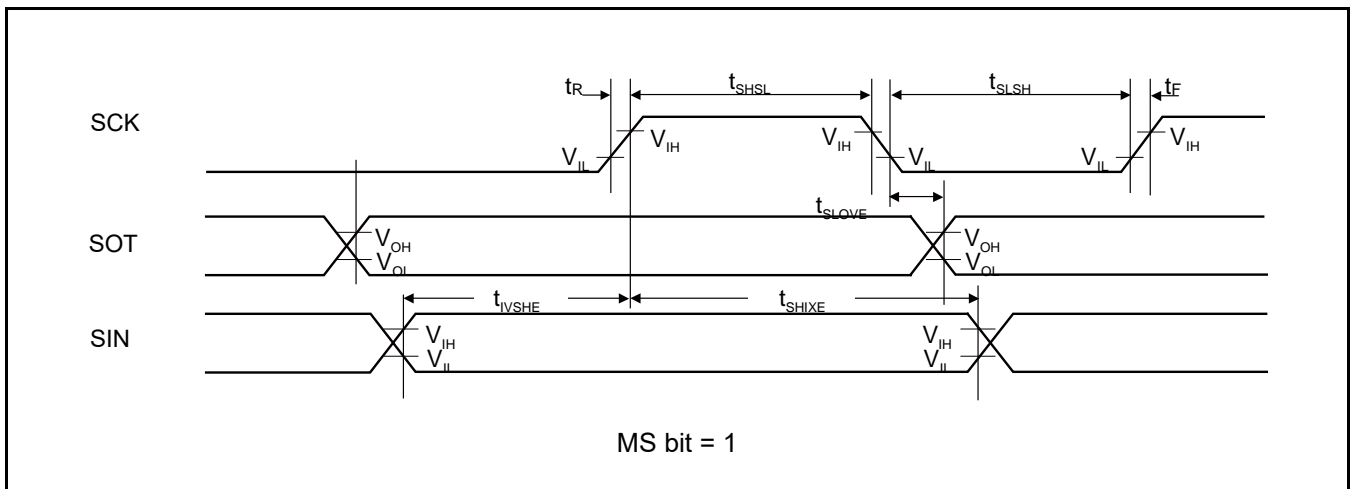 tR tSHSL tSLSH tF
SCK
VIH VIH VIH
VIL VIL VIL
tSLOVE
SOT
VOH VOH
VOL VOL
tIVSHE tSHIXE
SIN
VIH VIH
VIL VIL
MS bit = 1